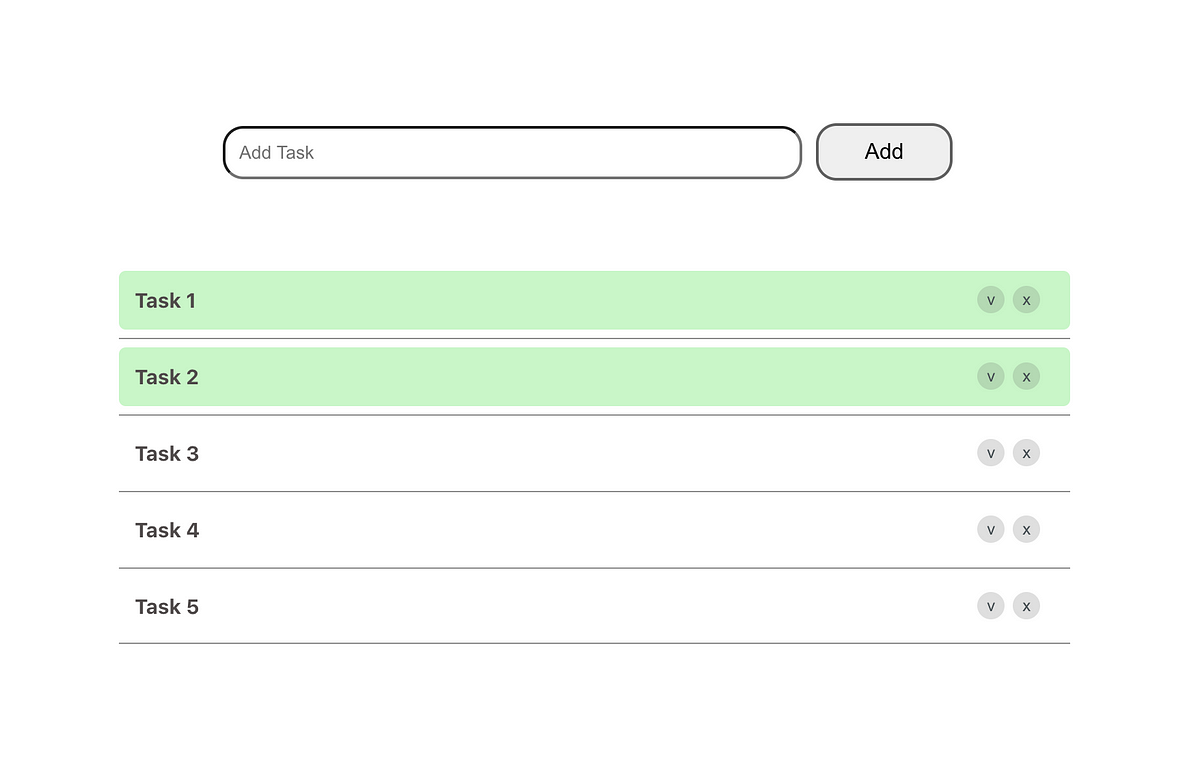 Add Task Add
Task 1 v x
Task 2 v x
Task 3 v x
Task 4 v x
Task 5 v x